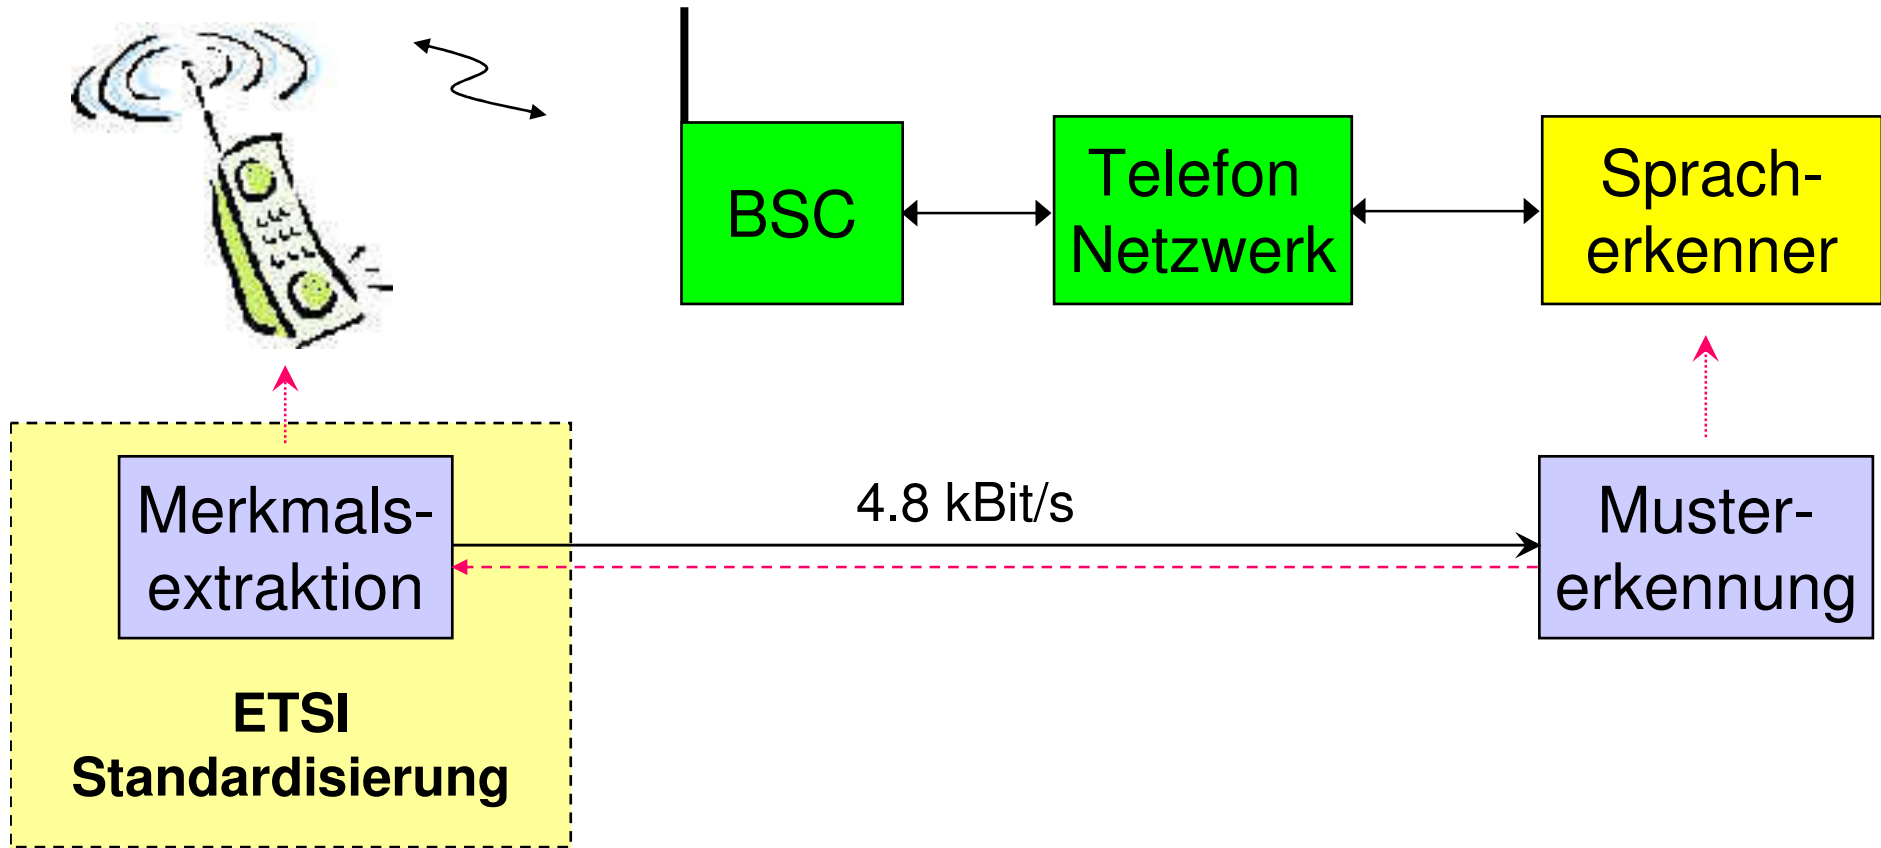 BSC
Telefon
Netzwerk
Sprach-
erkenner
Merkmals-
extraktion
4.8 kBit/s
Muster-
erkennung
ETSI
Standardisierung